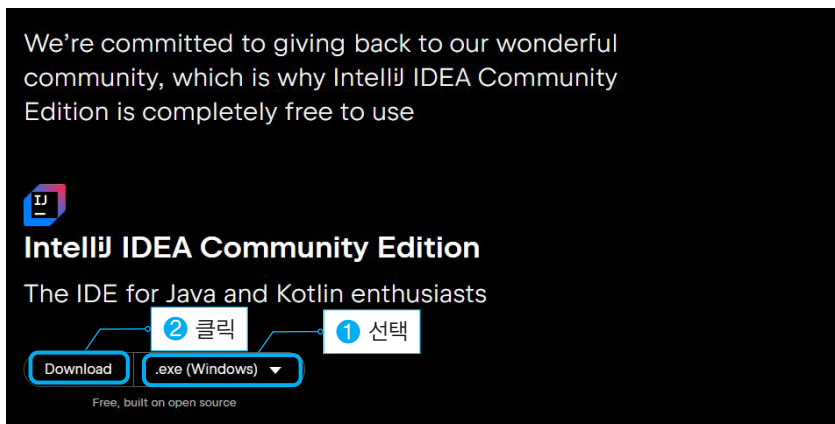 We're committed to giving back to our wonderful
community, which is why IntelliJ IDEA Community
Edition is completely free to use
IJ
IntelliJ IDEA Community Edition
The IDE for Java and Kotlin enthusiasts
2 클릭
1 선택
Download
.exe (Windows)
Free, built on open source